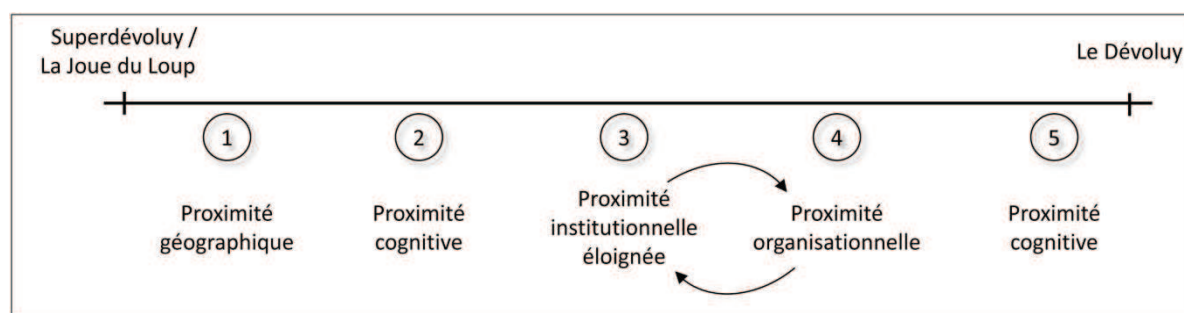 Superdévoluy /
La Joue du Loup
Le Dévoluy
1
2
3
4
5
Proximité
géographique
Proximité
cognitive
Proximité
institutionnelle
éloignée
Proximité
organisationnelle
Proximité
cognitive